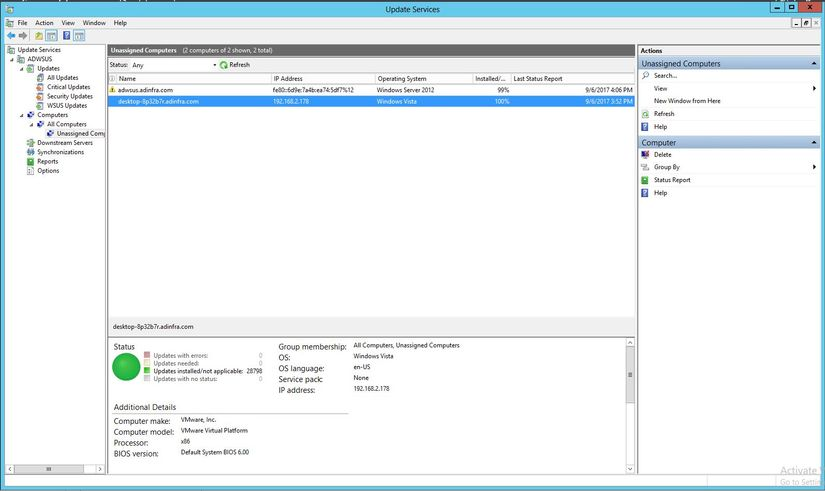 Update Services
File Action View Window Help
Update Services
ADWSUS
Updates
All Updates
Critical Updates
Security Updates
WSUS Updates
Computers
All Computers
Unassigned Comp
Downstream Servers
Synchronizations
Reports
Options
Unassigned Computers (2 computers of 2 shown, 2 total)
Status: Any Refresh
Name IP Address Operating System Installed/... Last Status Report
adwsus.adinfra.com fe80::6d9e:7a4b:ea74:5df7%12 Windows Server 2012 99% 9/6/2017 4:06 PM
desktop-8p32b7r.adinfra.com 192.168.2.178 Windows Vista 100% 9/6/2017 3:52 PM
desktop-8p32b7r.adinfra.com
Status
Updates with errors: 0
Updates needed: 0
Updates installed/not applicable: 28798
Updates with no status: 0
Group membership: All Computers, Unassigned Computers
OS: Windows Vista
OS language: en-US
Service pack: None
IP address: 192.168.2.178
Additional Details
Computer make: VMware, Inc.
Computer model: VMware Virtual Platform
Processor: x86
BIOS version: Default System BIOS 6.00
Actions
Unassigned Computers
Search...
View
New Window from Here
Refresh
Help
Computer
Delete
Group By
Status Report
Help
Activate
Go to Settin